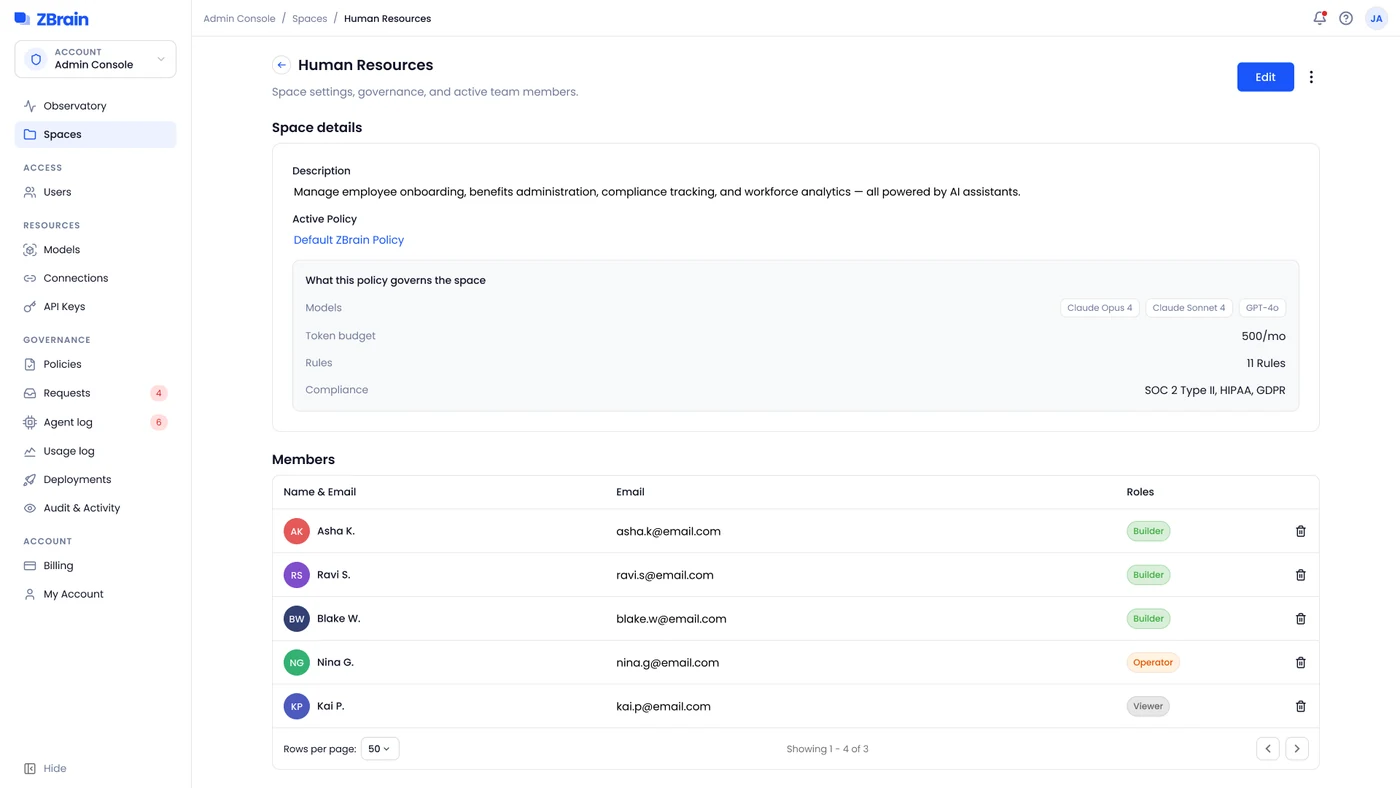 ZBrain
ACCOUNT
Admin Console
Observatory
Spaces
ACCESS
Users
RESOURCES
Models
Connections
API Keys
GOVERNANCE
Policies
Requests 4
Agent log 6
Usage log
Deployments
Audit & Activity
ACCOUNT
Billing
My Account
Hide
Admin Console / Spaces / Human Resources
JA
Human Resources
Space settings, governance, and active team members.
Edit
Space details
Description
Manage employee onboarding, benefits administration, compliance tracking, and workforce analytics — all powered by AI assistants.
Active Policy
Default ZBrain Policy
What this policy governs the space
Models Claude Opus 4 Claude Sonnet 4 GPT-4o
Token budget 500/mo
Rules 11 Rules
Compliance SOC 2 Type II, HIPAA, GDPR
Members
Name & Email Email Roles
AK Asha K. asha.k@email.com Builder
RS Ravi S. ravi.s@email.com Builder
BW Blake W. blake.w@email.com Builder
NG Nina G. nina.g@email.com Operator
KP Kai P. kai.p@email.com Viewer
Rows per page: 50 Showing 1 - 4 of 3